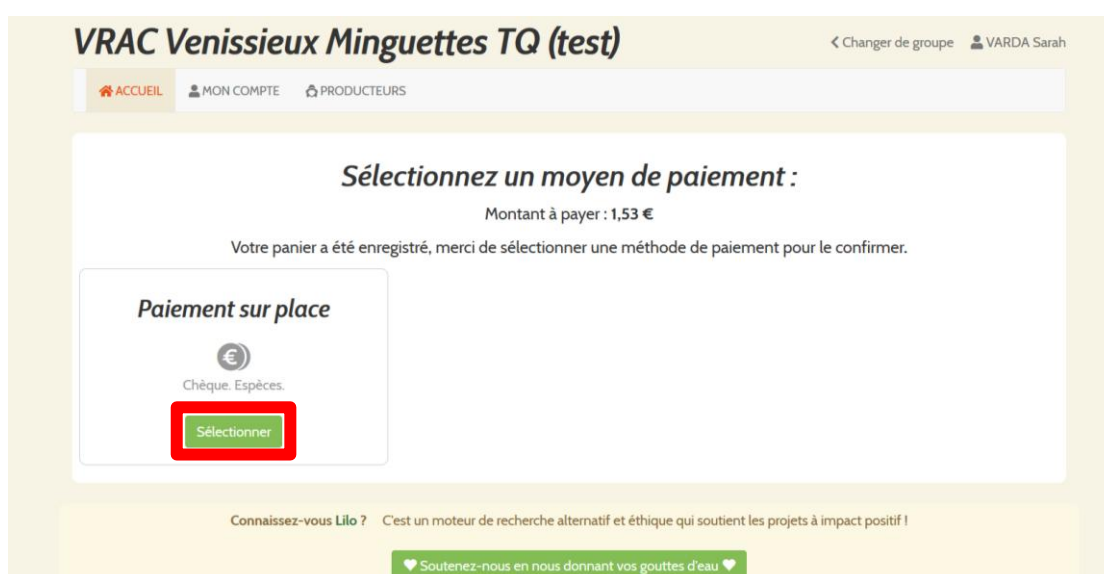 VRAC Venissieux Minguettes TQ (test)
Changer de groupe VARDA Sarah
ACCUEIL MON COMPTE PRODUCTEURS
Sélectionnez un moyen de paiement :
Montant à payer : 1,53 €
Votre panier a été enregistré, merci de sélectionner une méthode de paiement pour le confirmer.
Paiement sur place
€
Chèque. Espèces.
Sélectionner
Connaissez-vous Lilo ? C'est un moteur de recherche alternatif et éthique qui soutient les projets à impact positif !
Soutenez-nous en nous donnant vos gouttes d'eau